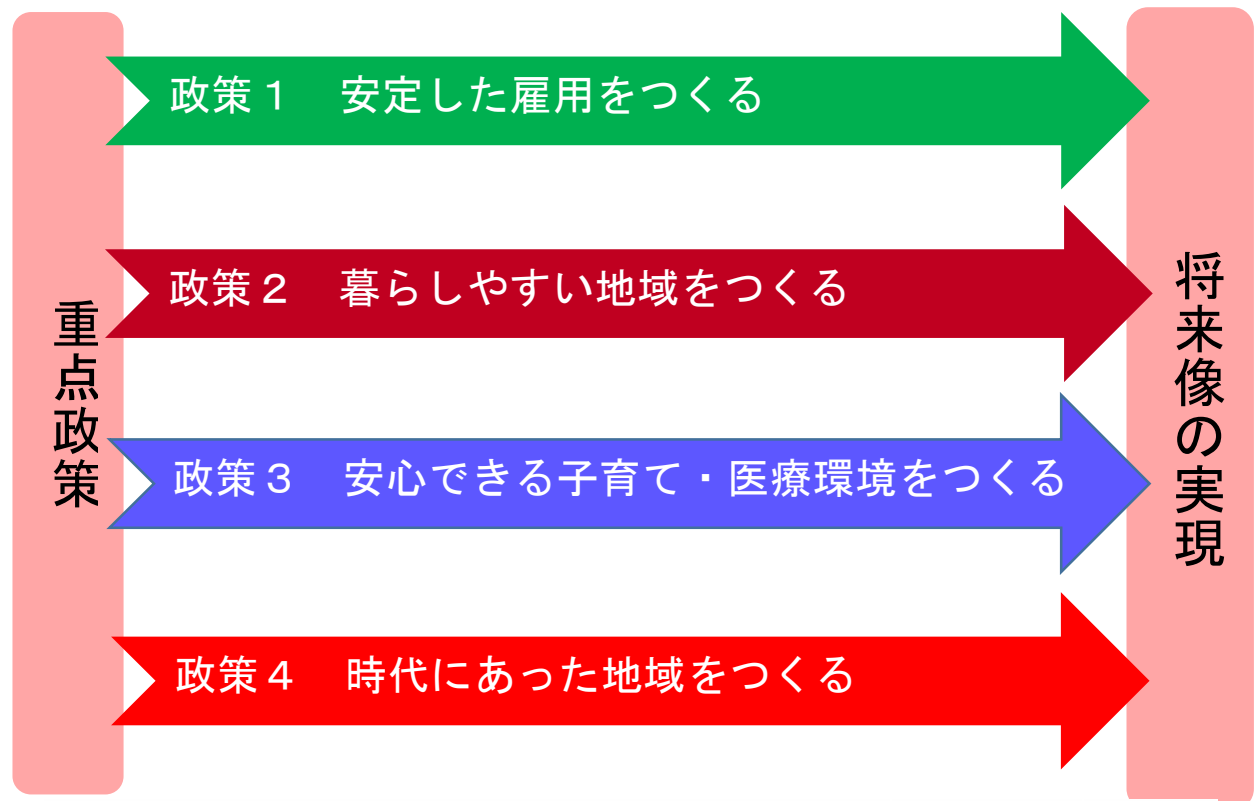 重点政策
政策１　安定した雇用をつくる
政策２　暮らしやすい地域をつくる
政策３　安心できる子育て・医療環境をつくる
政策４　時代にあった地域をつくる
将来像の実現